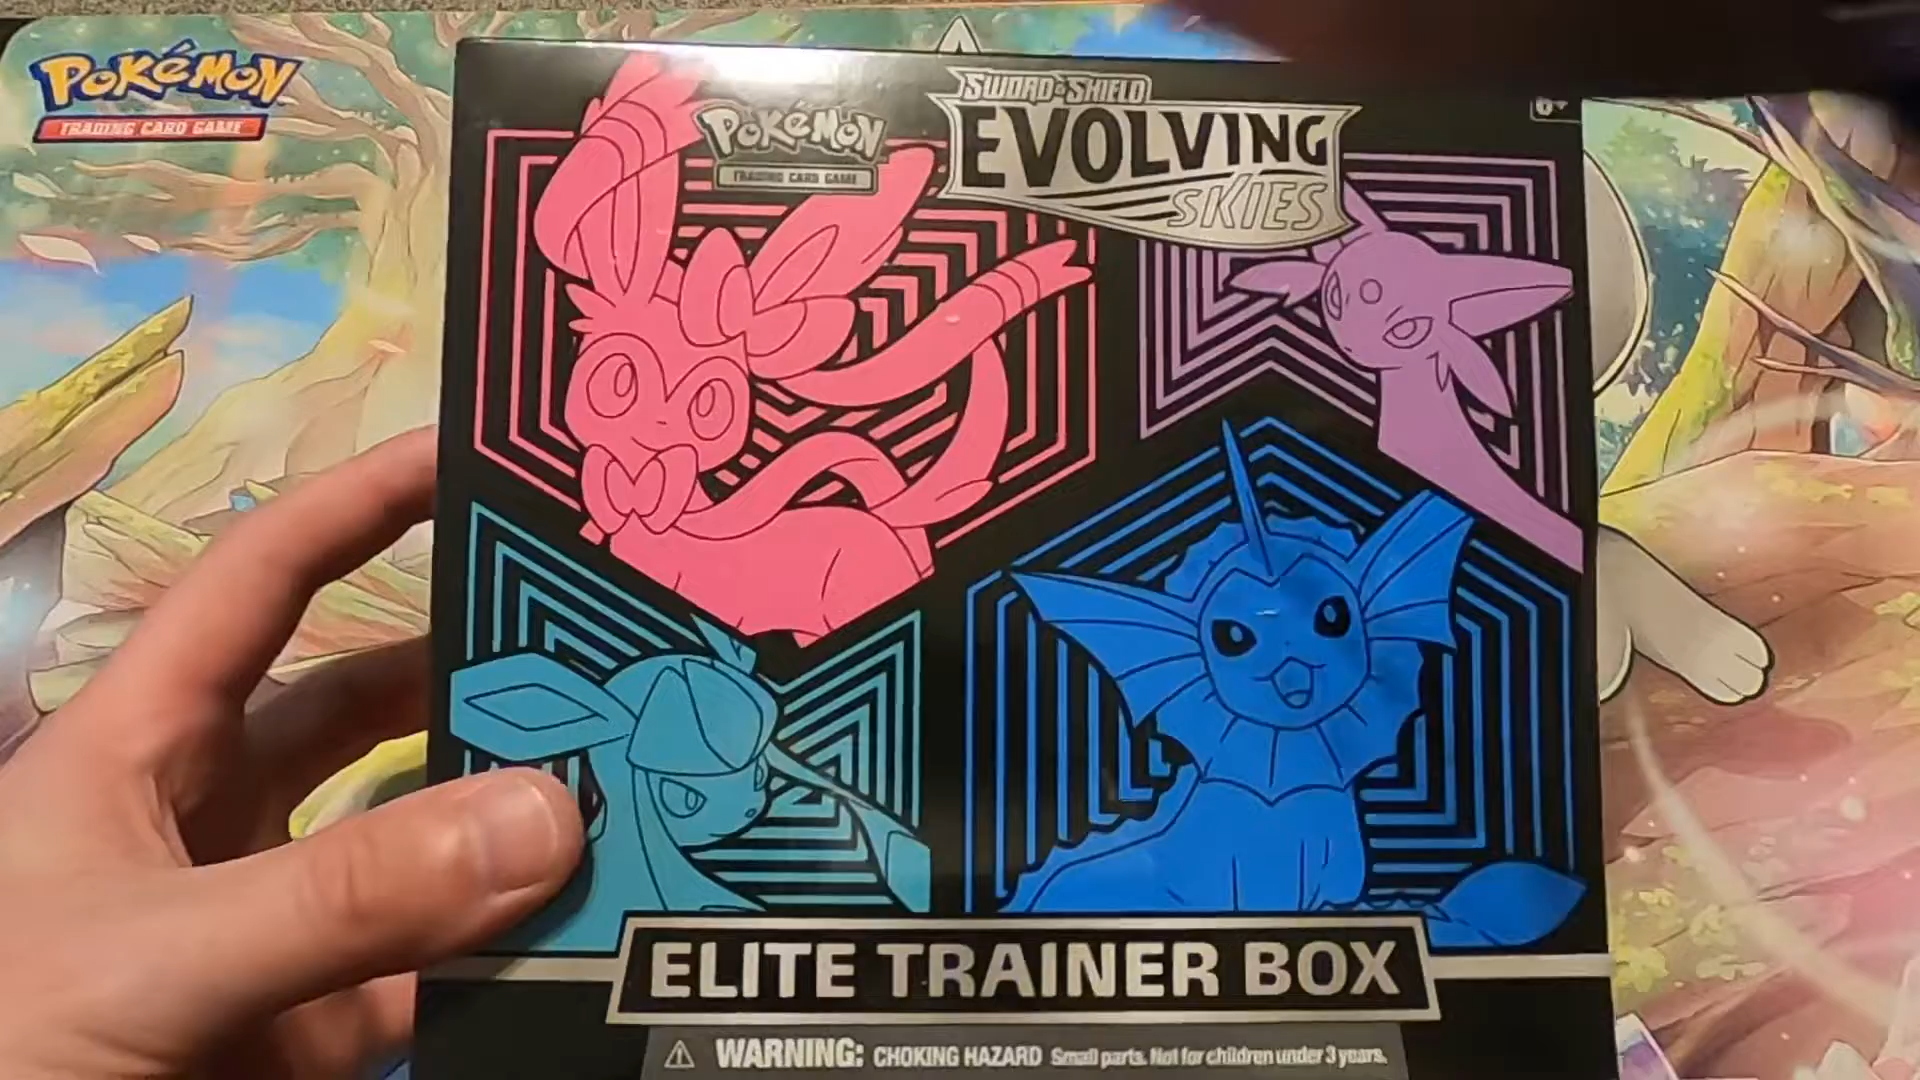 POKéMON
TRADING CARD GAME
POKéMON
TRADING CARD GAME
SWORD & SHIELD
EVOLVING
SKIES
6+
ELITE TRAINER BOX
WARNING: CHOKING HAZARD Small parts. Not for children under 3 years.